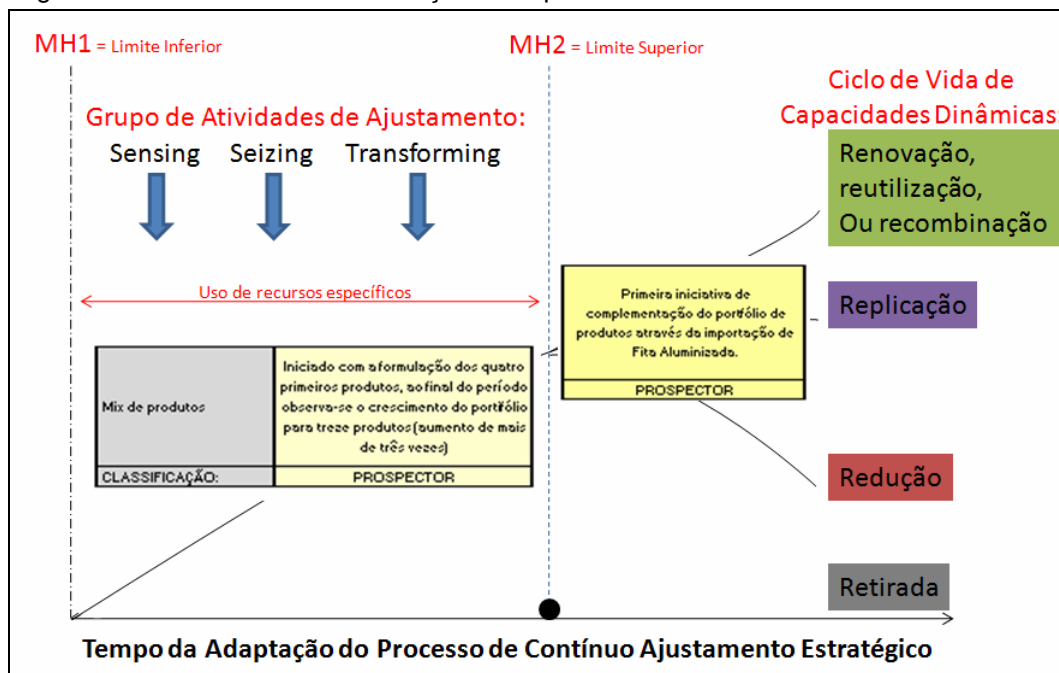 MH1 = Limite Inferior
MH2 = Limite Superior
Ciclo de Vida de
Capacidades Dinâmicas:
Grupo de Atividades de Ajustamento:
Sensing Seizing Transforming
Renovação,
reutilização,
Ou recombinação
Uso de recursos específicos
Primeira iniciativa de
complementação do portfólio de
produtos através da importação de
Fita Aluminizada.
PROSPECTOR
Replicação
Mix de produtos
Iniciado com a formulação dos quatro
primeiros produtos, ao final do período
observa-se o crescimento do portfólio
para treze produtos (aumento de mais
de três vezes)
CLASSIFICAÇÃO:
PROSPECTOR
Redução
Retirada
Tempo da Adaptação do Processo de Contínuo Ajustamento Estratégico